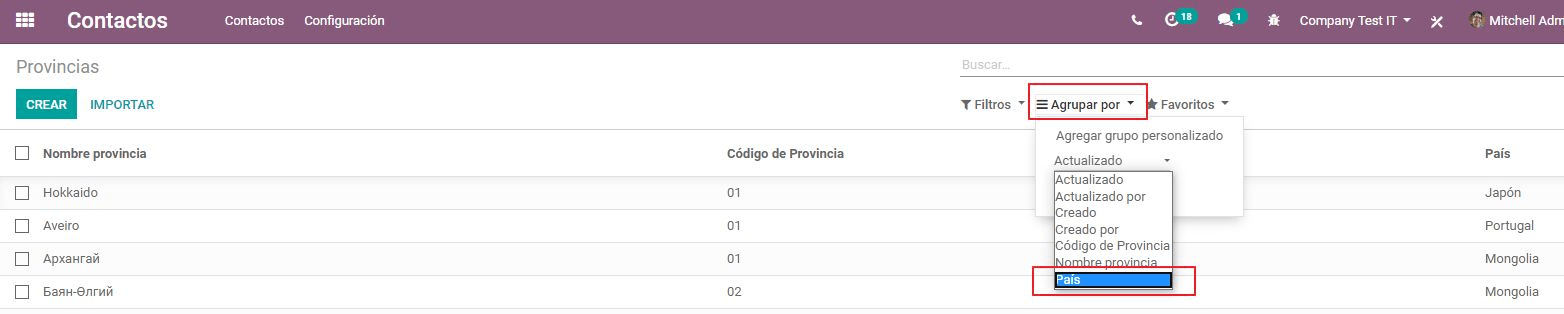 Contactos Contactos Configuración 18 1 Company Test IT Mitchell Adm
Provincias Buscar...
CREAR IMPORTAR Filtros Agrupar por Favoritos
Agregar grupo personalizado
Nombre provincia Código de Provincia Actualizado País
Actualizado
Hokkaido 01 Actualizado por Japón
Creado
Aveiro 01 Creado por Portugal
Código de Provincia
Архангай 01 Nombre provincia Mongolia
País
Баян-Өлгий 02 Mongolia